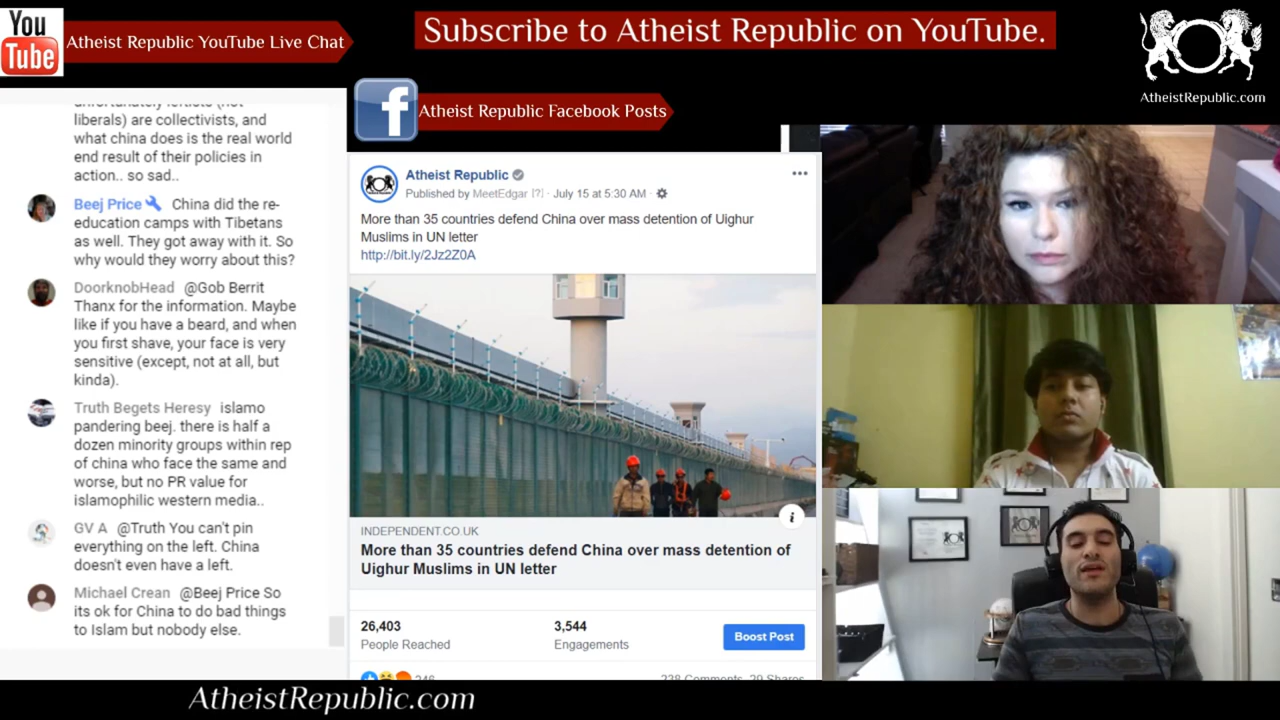 You
Tube
Atheist Republic YouTube Live Chat
Subscribe to Atheist Republic on YouTube.
AtheistRepublic.com
f
Atheist Republic Facebook Posts
unfortunately leftists (not
liberals) are collectivists, and
what china does is the real world
end result of their policies in
action.. so sad..
Beej Price China did the re-
education camps with Tibetans
as well. They got away with it. So
why would they worry about this?
DoorknobHead @Gob Berrit
Thanx for the information. Maybe
like if you have a beard, and when
you first shave, your face is very
sensitive (except, not at all, but
kinda).
Truth Begets Heresy islamo
pandering beej. there is half a
dozen minority groups within rep
of china who face the same and
worse, but no PR value for
islamophilic western media..
GV A @Truth You can't pin
everything on the left. China
doesn't even have a left.
Michael Crean @Beej Price So
its ok for China to do bad things
to Islam but nobody else.
Atheist Republic
Published by MeetEdgar [?] · July 15 at 5:30 AM ·
More than 35 countries defend China over mass detention of Uighur
Muslims in UN letter
http://bit.ly/2Jz2Z0A
i
INDEPENDENT.CO.UK
More than 35 countries defend China over mass detention of
Uighur Muslims in UN letter
26,403
People Reached
3,544
Engagements
Boost Post
246
238 Comments 29 Shares
AtheistRepublic.com